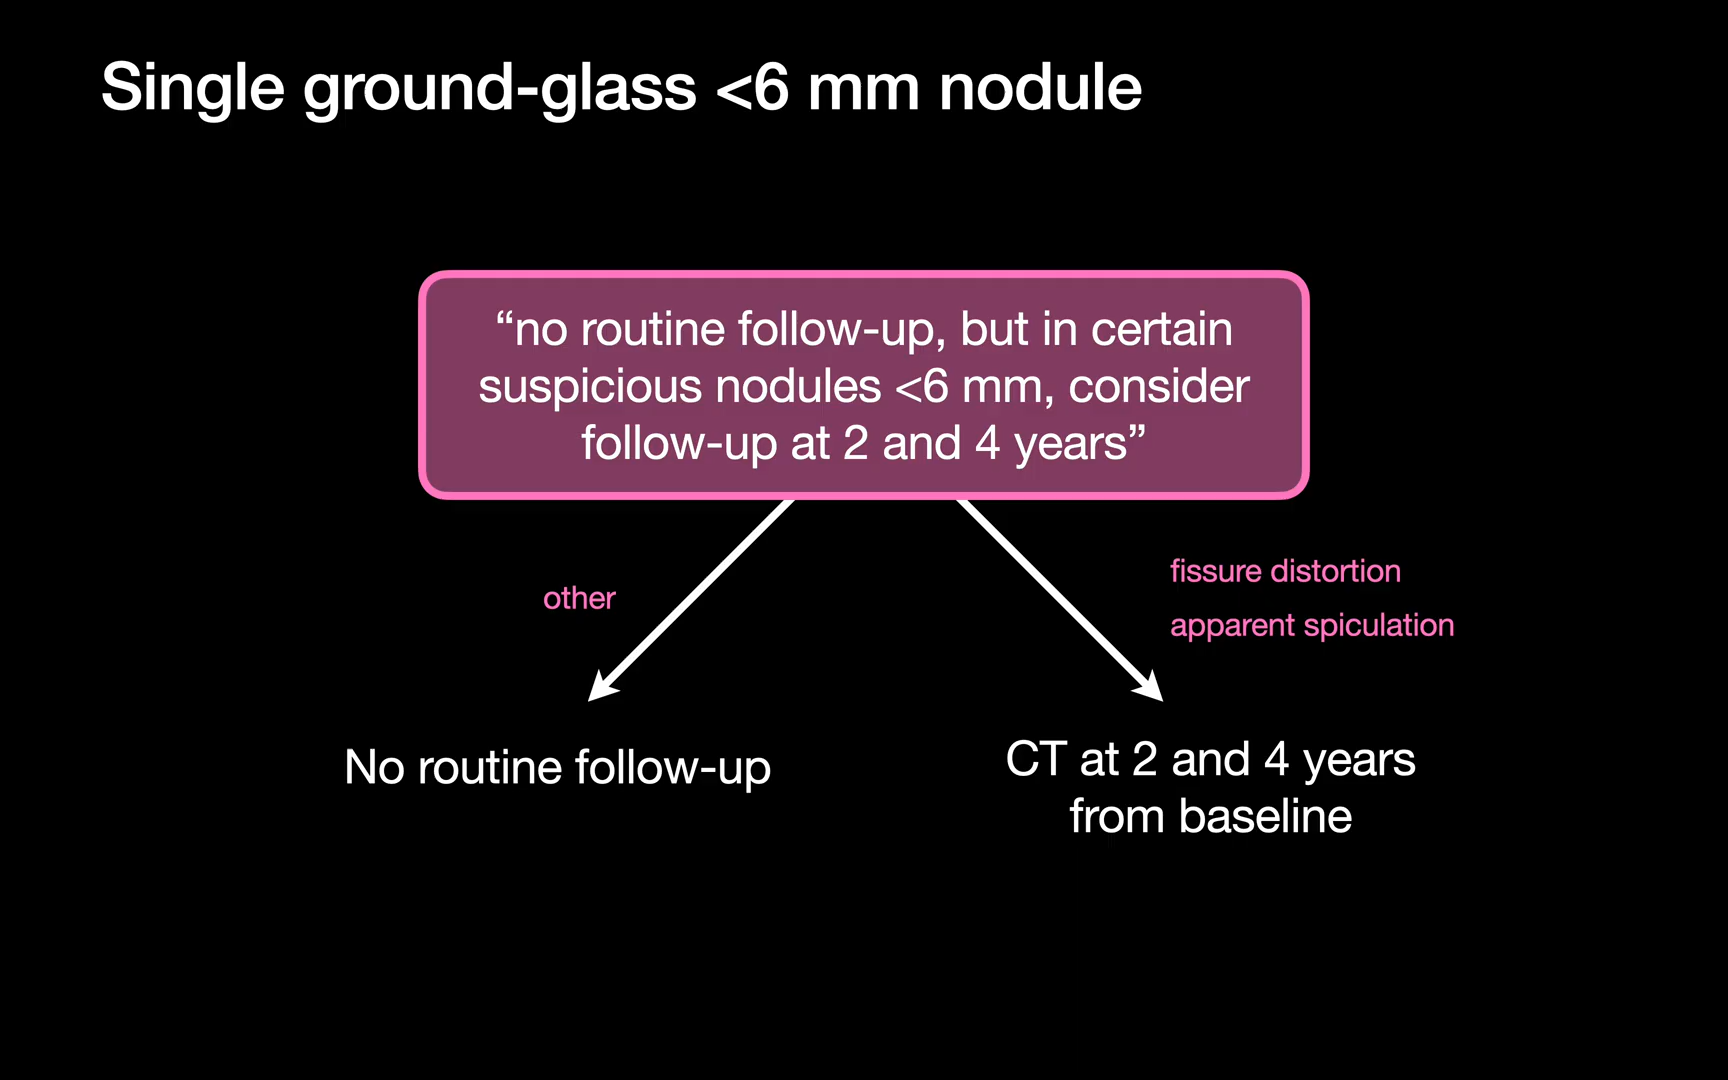 Single ground-glass <6 mm nodule
“no routine follow-up, but in certain
suspicious nodules <6 mm, consider
follow-up at 2 and 4 years”
other
fissure distortion
apparent spiculation
No routine follow-up
CT at 2 and 4 years
from baseline